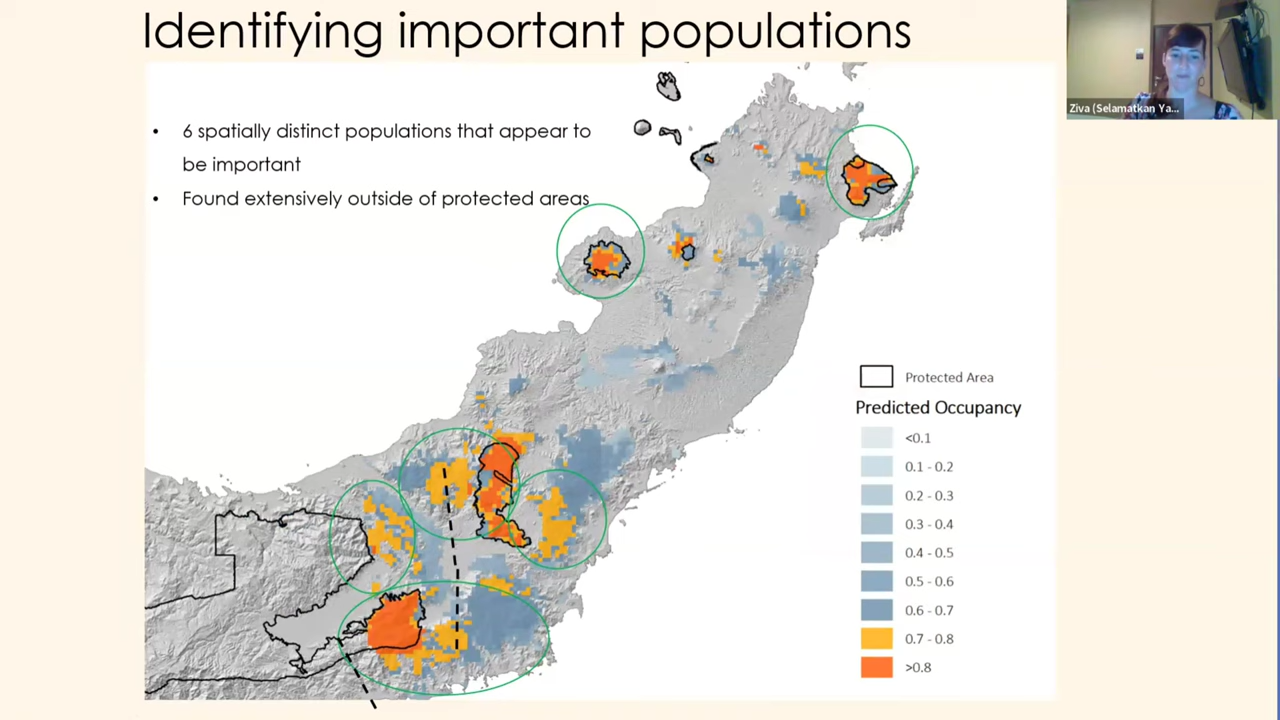 Identifying important populations
Ziva (Selamatkan Ya...
• 6 spatially distinct populations that appear to
be important
• Found extensively outside of protected areas
Protected Area
Predicted Occupancy
<0.1
0.1 - 0.2
0.2 - 0.3
0.3 - 0.4
0.4 - 0.5
0.5 - 0.6
0.6 - 0.7
0.7 - 0.8
>0.8